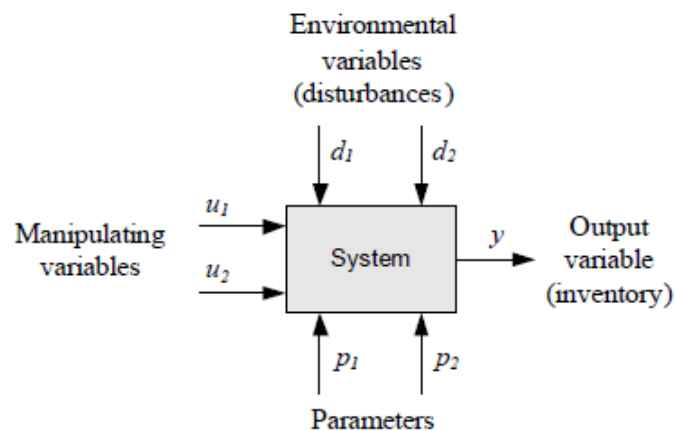 Environmental
variables
(disturbances)
d1 d2
u1
Manipulating
variables
u2
System
y
Output
variable
(inventory)
p1 p2
Parameters